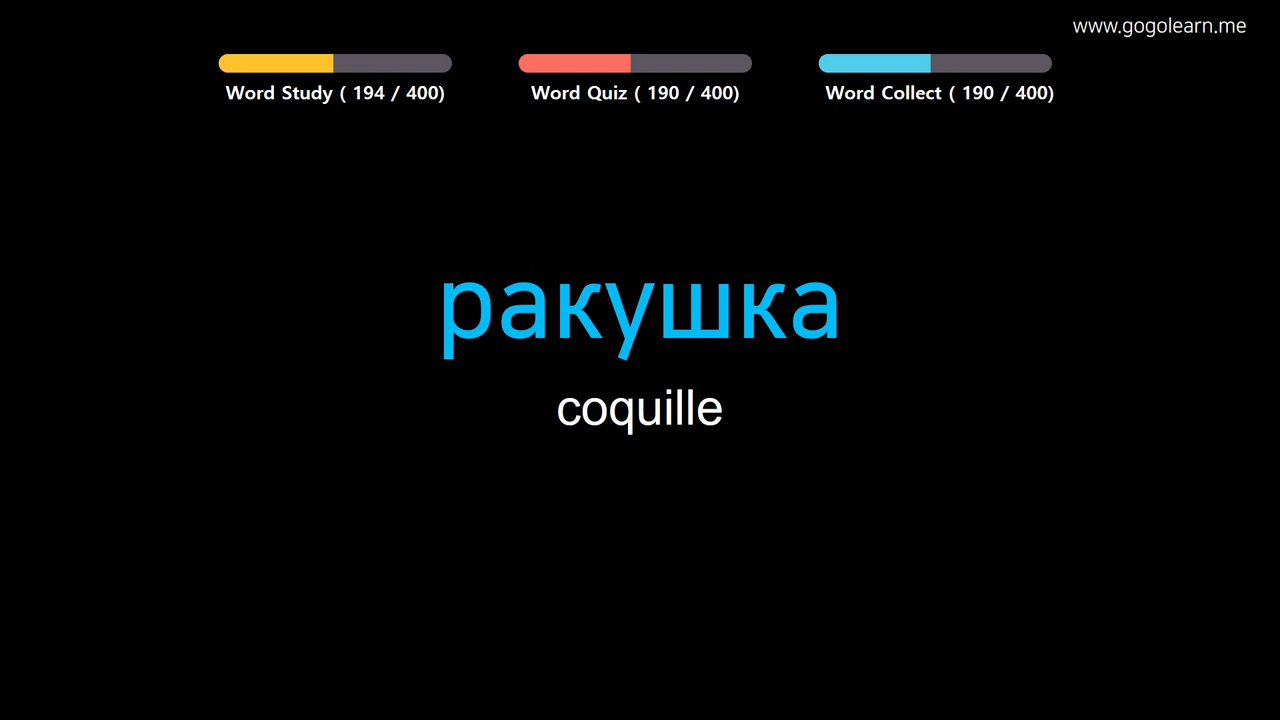 www.gogolearn.me
Word Study ( 194 / 400)
Word Quiz ( 190 / 400)
Word Collect ( 190 / 400)
ракушка
coquille